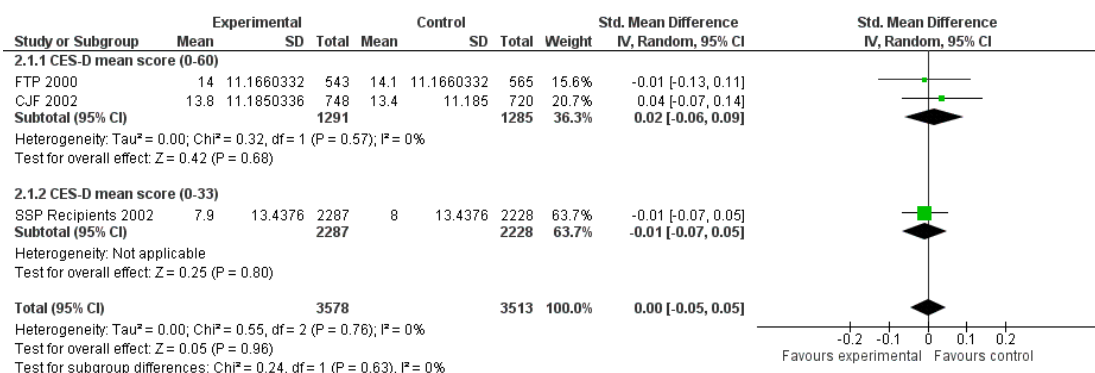 Experimental Control Std. Mean Difference Std. Mean Difference
Study or Subgroup Mean SD Total Mean SD Total Weight IV, Random, 95% CI IV, Random, 95% CI
2.1.1 CES-D mean score (0-60)
FTP 2000 14 11.1660332 543 14.1 11.1660332 565 15.6% -0.01 [-0.13, 0.11]
CJF 2002 13.8 11.1850336 748 13.4 11.185 720 20.7% 0.04 [-0.07, 0.14]
Subtotal (95% CI) 1291 1285 36.3% 0.02 [-0.06, 0.09]
Heterogeneity: Tau² = 0.00; Chi² = 0.32, df = 1 (P = 0.57); I² = 0%
Test for overall effect: Z = 0.42 (P = 0.68)
2.1.2 CES-D mean score (0-33)
SSP Recipients 2002 7.9 13.4376 2287 8 13.4376 2228 63.7% -0.01 [-0.07, 0.05]
Subtotal (95% CI) 2287 2228 63.7% -0.01 [-0.07, 0.05]
Heterogeneity: Not applicable
Test for overall effect: Z = 0.25 (P = 0.80)
Total (95% CI) 3578 3513 100.0% 0.00 [-0.05, 0.05]
Heterogeneity: Tau² = 0.00; Chi² = 0.55, df = 2 (P = 0.76); I² = 0%
Test for overall effect: Z = 0.05 (P = 0.96)
Test for subgroup differences: Chi² = 0.24, df = 1 (P = 0.63), I² = 0%
-0.2 -0.1 0 0.1 0.2
Favours experimental Favours control